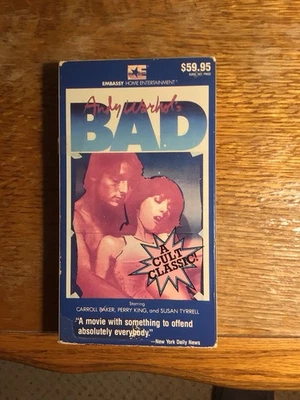 $59.95
EMBASSY HOME ENTERTAINMENT
Andy Warhol's
BAD
A
CULT
CLASSIC!
Starring
CARROLL BAKER, PERRY KING, and SUSAN TYRRELL
"A movie with something to offend
absolutely everybody."
—New York Daily News